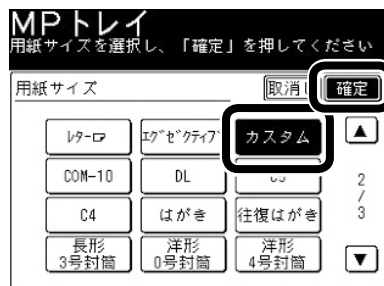 MPトレイ
用紙サイズを選択し、「確定」を押してください
用紙サイズ 取消し 確定
レター エグゼクティブ カスタム
COM-10 DL C5
C4 はがき 往復はがき
2
/
3
長形 洋形 洋形
3号封筒 0号封筒 4号封筒